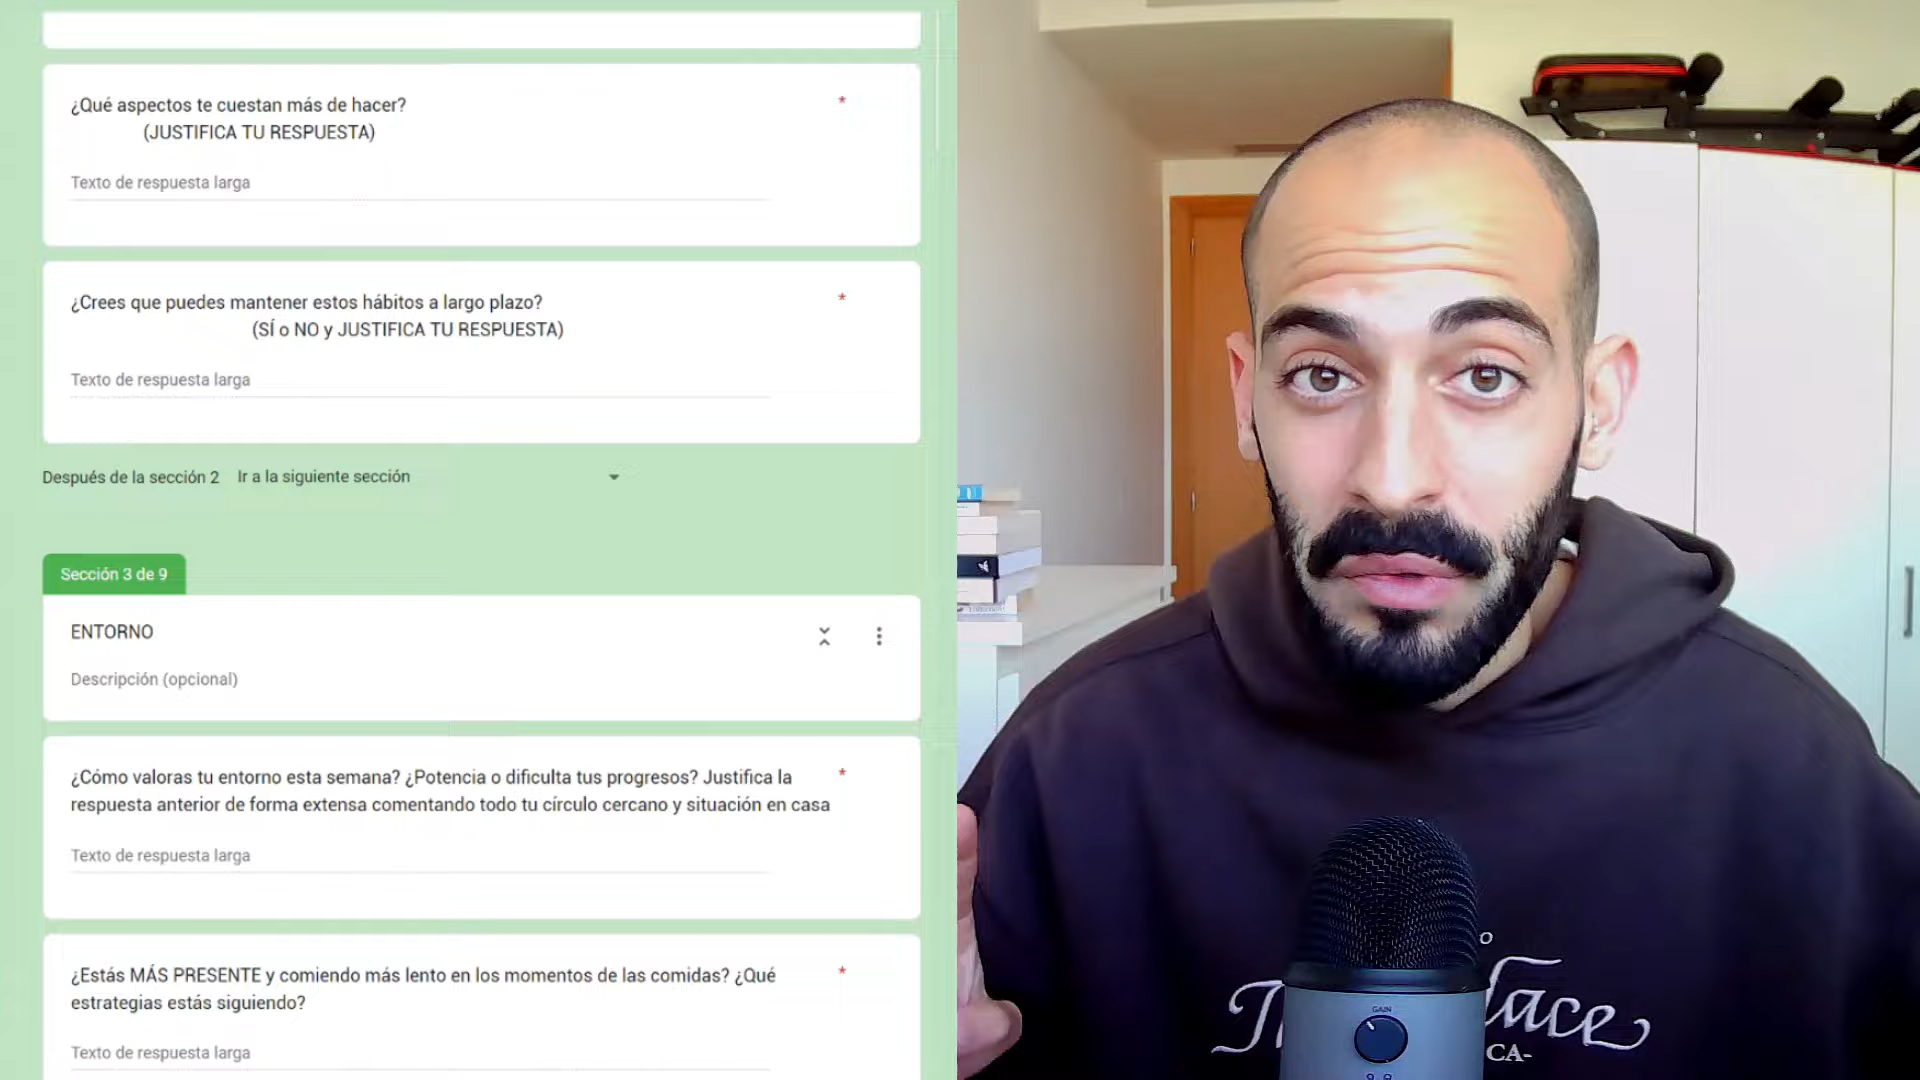 ¿Qué aspectos te cuestan más de hacer? *
(JUSTIFICA TU RESPUESTA)
Texto de respuesta larga
¿Crees que puedes mantener estos hábitos a largo plazo? *
(SÍ o NO y JUSTIFICA TU RESPUESTA)
Texto de respuesta larga
Después de la sección 2 Ir a la siguiente sección
Sección 3 de 9
ENTORNO
Descripción (opcional)
¿Cómo valoras tu entorno esta semana? ¿Potencia o dificulta tus progresos? Justifica la *
respuesta anterior de forma extensa comentando todo tu círculo cercano y situación en casa
Texto de respuesta larga
¿Estás MÁS PRESENTE y comiendo más lento en los momentos de las comidas? ¿Qué *
estrategias estás siguiendo?
Texto de respuesta larga
GAIN
CA-